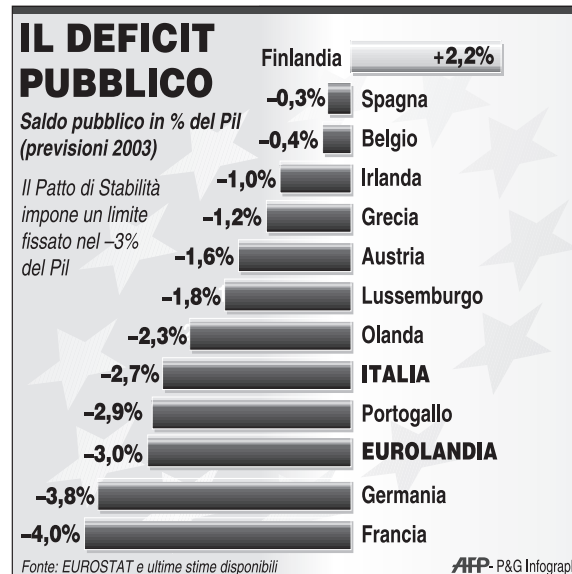 IL DEFICIT
PUBBLICO
Saldo pubblico in % del Pil
(previsioni 2003)
Il Patto di Stabilità
impone un limite
fissato nel –3%
del Pil
Finlandia +2,2%
–0,3% Spagna
–0,4% Belgio
–1,0% Irlanda
–1,2% Grecia
–1,6% Austria
–1,8% Lussemburgo
–2,3% Olanda
–2,7% ITALIA
–2,9% Portogallo
–3,0% EUROLANDIA
–3,8% Germania
–4,0% Francia
Fonte: EUROSTAT e ultime stime disponibili
AFP - P&G Infograph